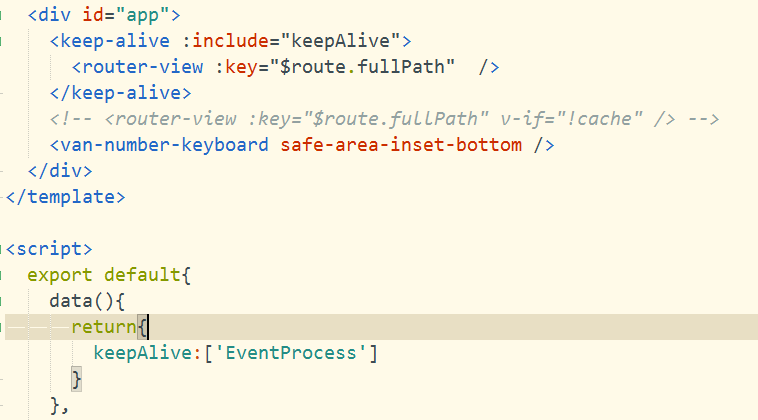 <div id="app">
<keep-alive :include="keepAlive">
<router-view :key="$route.fullPath"  />
</keep-alive>
<!-- <router-view :key="$route.fullPath" v-if="!cache" /> -->
<van-number-keyboard safe-area-inset-bottom />
</div>
</template>
<script>
export default{
data(){
return{
keepAlive:['EventProcess']
}
},